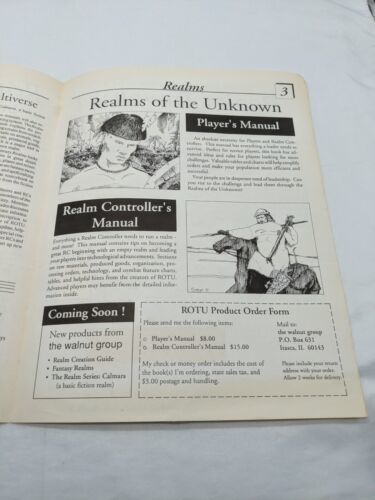 Realms
3
Realms of the Unknown
Player's Manual
An absolute necessity for Players and Realm Con-
trollers. This manual has everything a leader needs to
survive. Perfect for novice players, this book has ad-
vanced ideas and rules for players looking for more
challenges. Valuable tables and charts will help simplify
orders and make your population more efficient and
successful.
Your people are in desperate need of leadership. Can
you rise to the challenge and lead them through the
Realms of the Unknown?
Realm Controller's
Manual
Everything a Realm Controller needs to run a realm–
and more! This manual contains tips on becoming a
great RC beginning with an empty realm and leading
your players into technological advancements. Sections
on raw materials, produced goods, organization, pro-
cessing orders, technology, and combat feature charts,
tables, and helpful hints from the creators of ROTU.
Advanced players may benefit from the detailed infor-
mation inside.
Coming Soon !
New products from
the walnut group
• Realm Creation Guide
• Fantasy Realms
• The Realm Series: Calmara
(a basic fiction realm)
ROTU Product Order Form
Please send me the following items:
Player's Manual $8.00
Realm Controller's Manual $15.00
My check or money order includes the cost of
the book(s) I'm ordering, state sales tax, and
$3.00 postage and handling.
Mail to:
the walnut group
P.O. Box 631
Itasca, IL 60143
Please include your return
address with your order.
Allow 2 weeks for delivery.
ltiverse